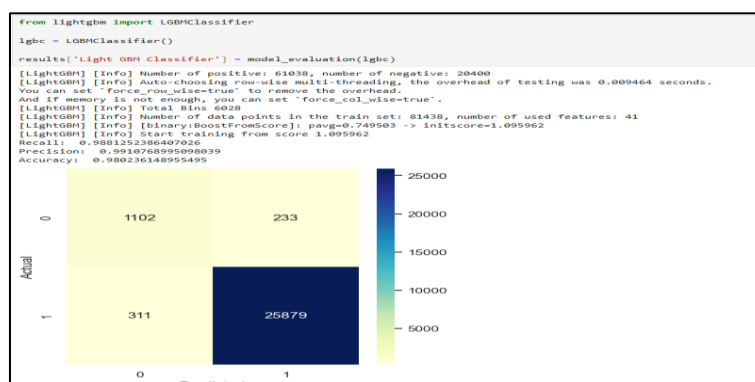 from lightgbm import LGBMClassifier
lgbc = LGBMClassifier()
results['Light GBM Classifier'] = model_evaluation(lgbc)
[LightGBM] [Info] Number of positive: 61038, number of negative: 20400
[LightGBM] [Info] Auto-choosing row-wise multi-threading, the overhead of testing was 0.009464 seconds.
You can set `force_row_wise=true` to remove the overhead.
And if memory is not enough, you can set `force_col_wise=true`.
[LightGBM] [Info] Total Bins 6028
[LightGBM] [Info] Number of data points in the train set: 81438, number of used features: 41
[LightGBM] [Info] [binary:BoostFromScore]: pavg=0.749503 -> initscore=1.095962
[LightGBM] [Info] Start training from score 1.095962
Recall: 0.9881252386407026
Precision: 0.9910768995098039
Accuracy: 0.980236148955495
25000
0
1102
233
20000
15000
Actual
10000
1
311
25879
5000
0
1